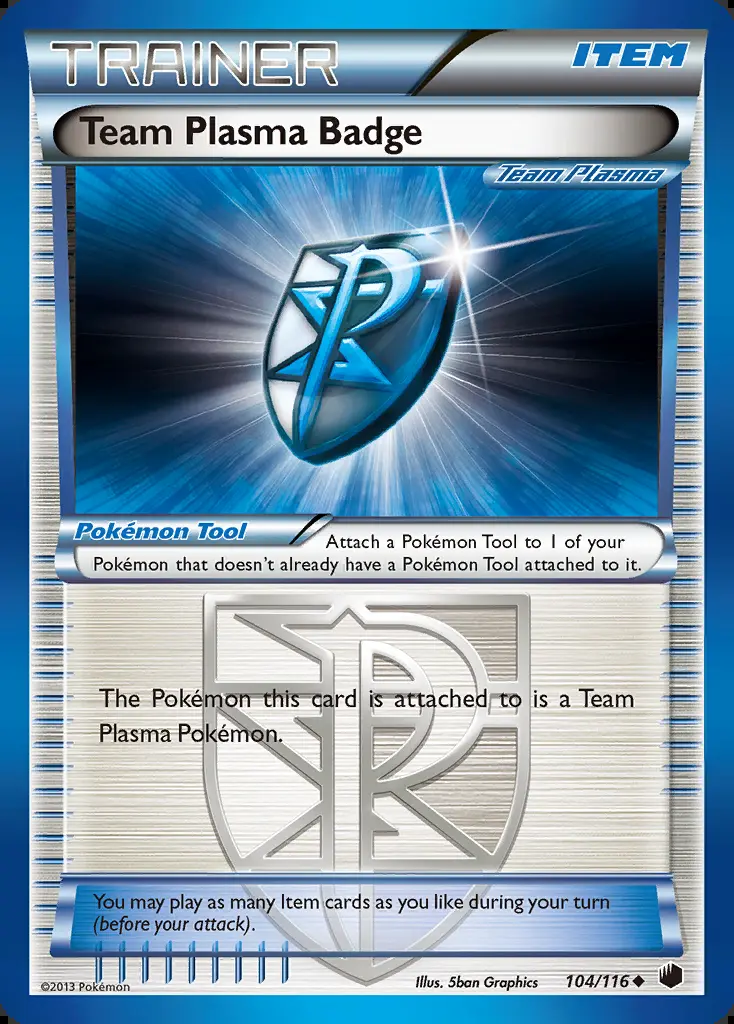 TRAINER
ITEM
Team Plasma Badge
Team Plasma
Pokémon Tool
Attach a Pokémon Tool to 1 of your
Pokémon that doesn't already have a Pokémon Tool attached to it.
The Pokémon this card is attached to is a Team
Plasma Pokémon.
You may play as many Item cards as you like during your turn
(before your attack).
©2013 Pokémon
Illus. 5ban Graphics
104/116